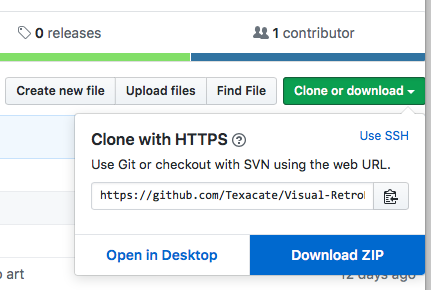 0 releases
1 contributor
Create new file
Upload files
Find File
Clone or download
Clone with HTTPS
Use SSH
Use Git or checkout with SVN using the web URL.
https://github.com/Texacate/Visual-Retro
Open in Desktop
Download ZIP
art
12 days ago